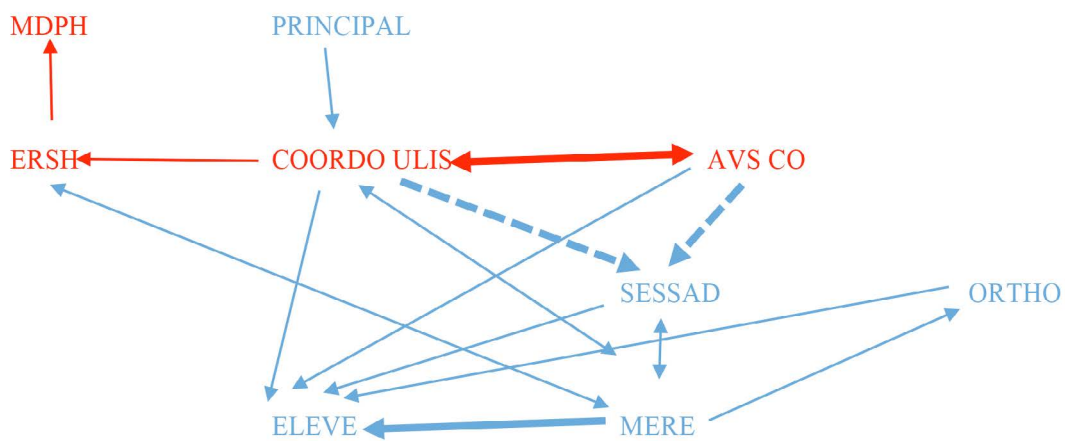 MDPH PRINCIPAL
ERSH COORDO ULIS AVS CO
SESSAD ORTHO
ELEVE MERE